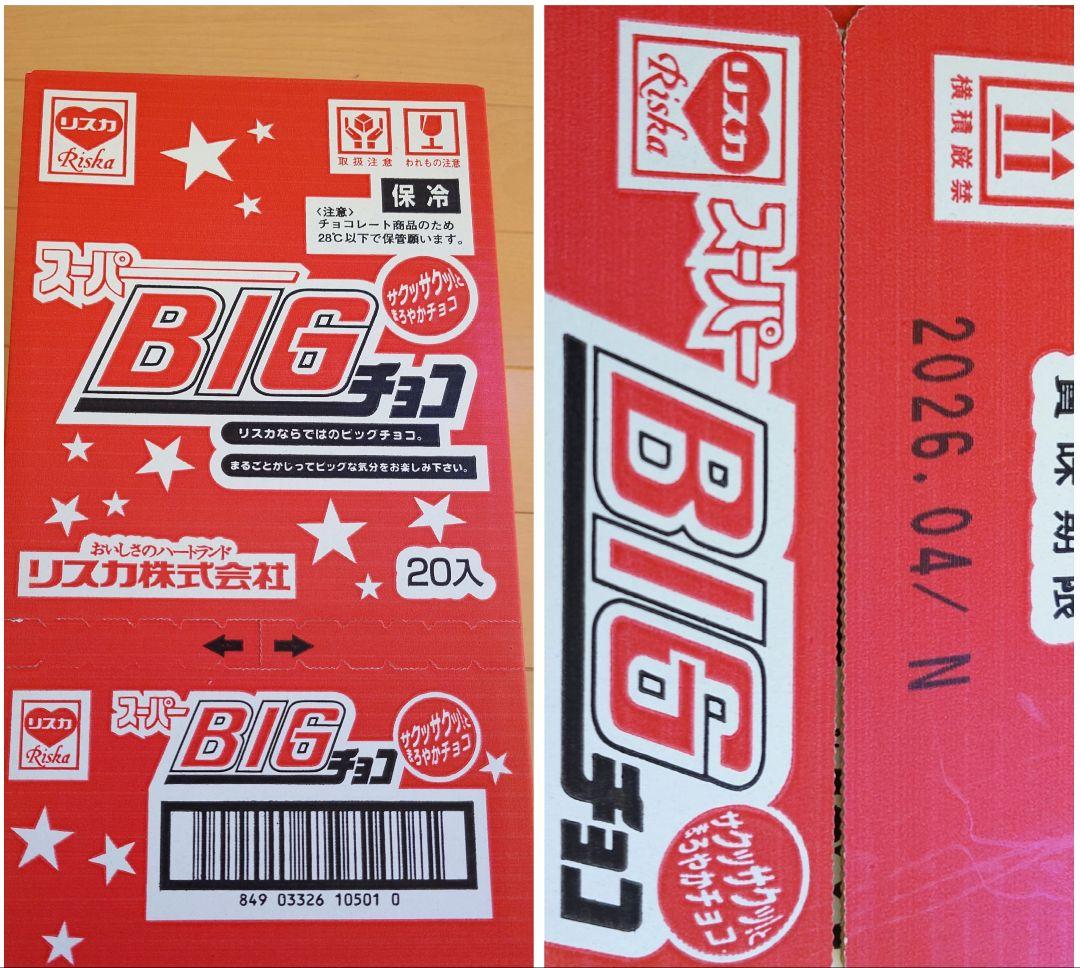 リスカ
Riska
取扱注意
われもの注意
保冷
〈注意〉
チョコレート商品のため
28℃以下で保管願います。
スーパー
BIG
チョコ
サクッサクッ!と
まろやかチョコ
リスカならではのビッグチョコ。
まるごとかじってビッグな気分をお楽しみ下さい。
おいしさのハートランド
リスカ株式会社
20入
リスカ
Riska
スーパー
BIG
チョコ
サクッサクッ!と
まろやかチョコ
849 03326 10501 0
リスカ
Riska
スーパー
BIG
チョコ
サクッサクッ!と
まろやかチョコ
横積厳禁
賞味期限
2026.04/N